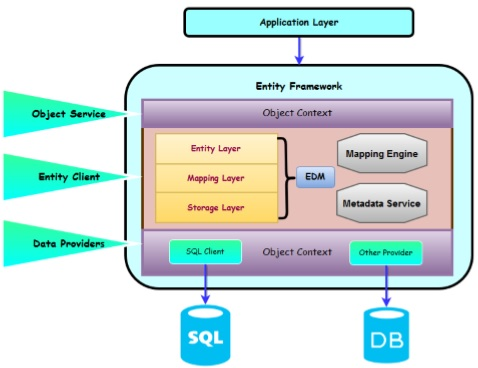 Application Layer
Entity Framework
Object Service
Object Context
Entity Layer
Mapping Layer
Storage Layer
EDM
Mapping Engine
Metadata Service
Entity Client
Data Providers
SQL Client
Object Context
Other Provider
SQL
DB